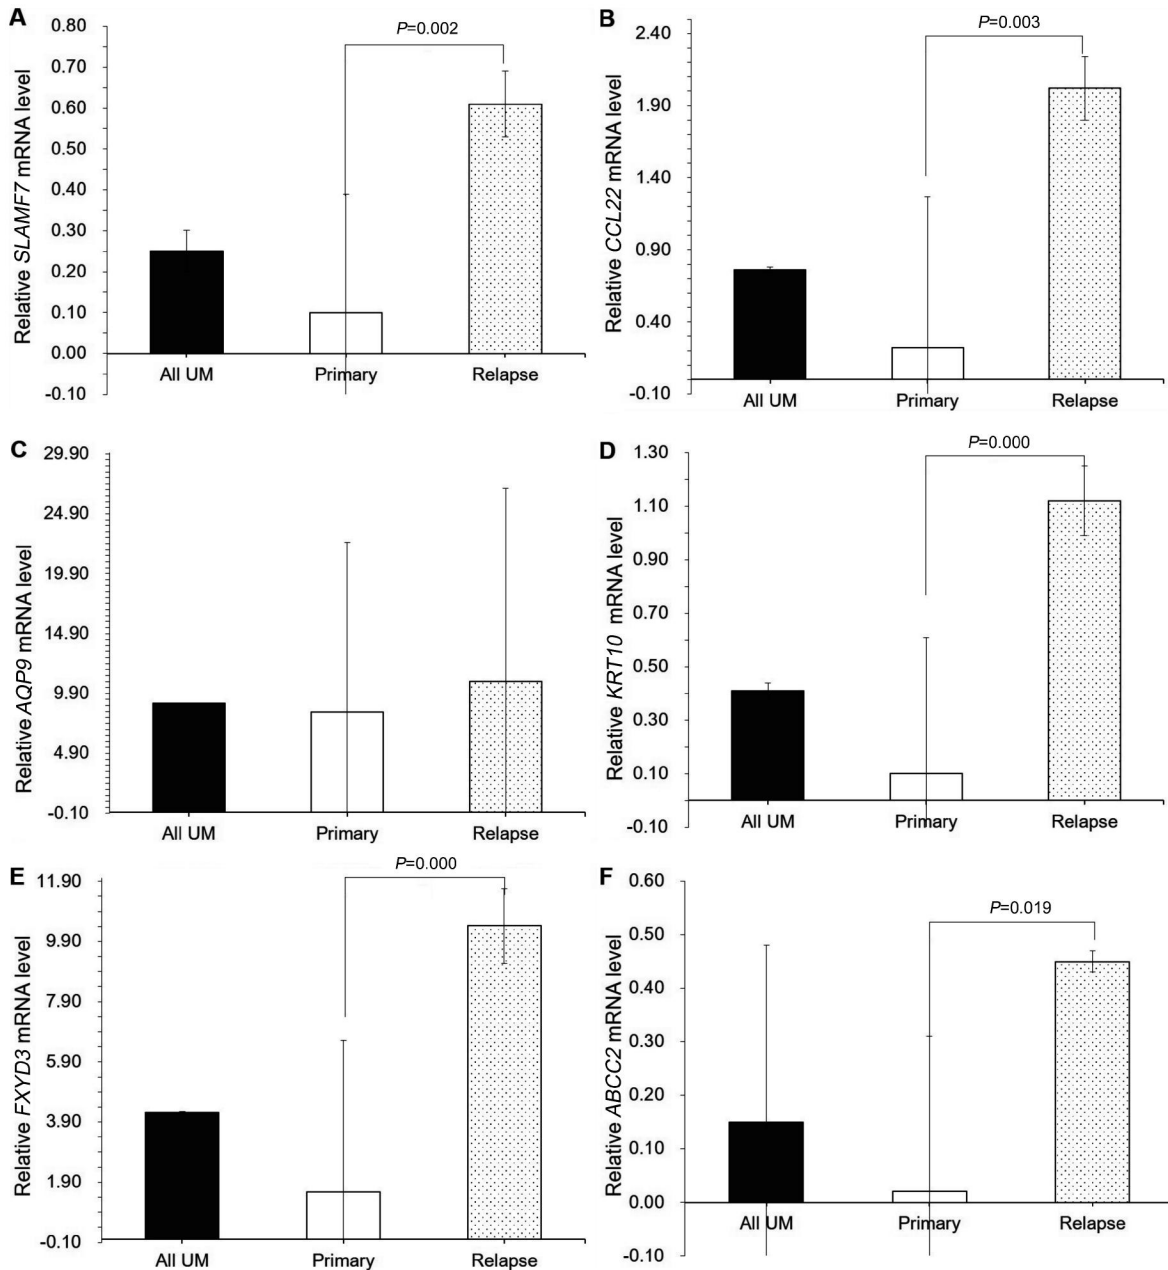 A
P=0.002
Relative SLAMF7 mRNA level
0.80
0.70
0.60
0.50
0.40
0.30
0.20
0.10
0.00
-0.10
All UM
Primary
Relapse
B
P=0.003
Relative CCL22 mRNA level
2.40
1.90
1.40
0.90
0.40
-0.10
All UM
Primary
Relapse
C
Relative AQP9 mRNA level
29.90
24.90
19.90
14.90
9.90
4.90
-0.10
All UM
Primary
Relapse
D
P=0.000
Relative KRT10 mRNA level
1.30
1.10
0.90
0.70
0.50
0.30
0.10
-0.10
All UM
Primary
Relapse
E
P=0.000
Relative FXYD3 mRNA level
11.90
9.90
7.90
5.90
3.90
1.90
-0.10
All UM
Primary
Relapse
F
P=0.019
Relative ABCC2 mRNA level
0.60
0.50
0.40
0.30
0.20
0.10
0.00
-0.10
All UM
Primary
Relapse